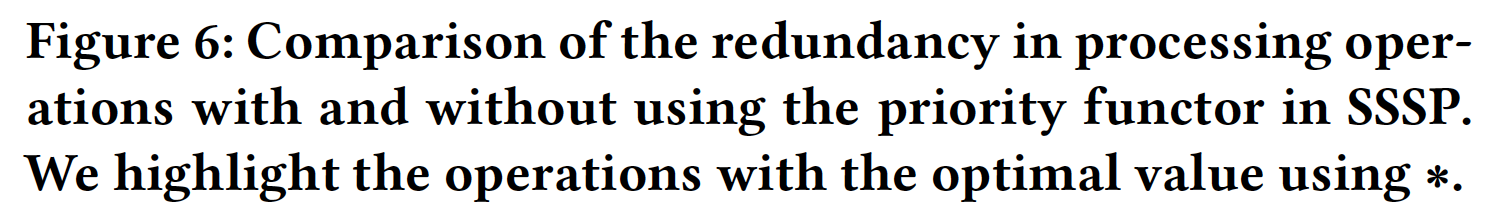 Figure 6: Comparison of the redundancy in processing oper-
ations with and without using the priority functor in SSSP.
We highlight the operations with the optimal value using *.